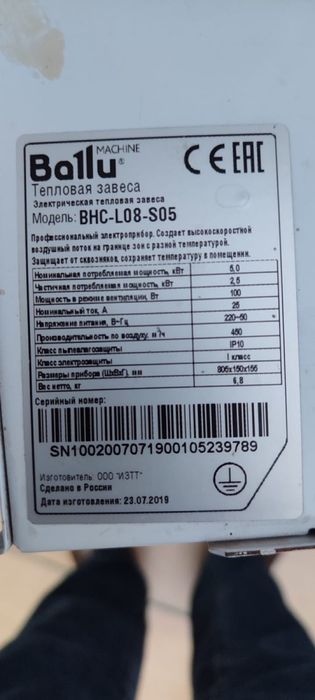 Ballu® MACHINE
CE EAC
Тепловая завеса
Электрическая тепловая завеса
Модель: BHC-L08-S05
Профессиональный электроприбор. Создает высокоскоростной
воздушный поток на границе зон с разной температурой.
Защищает от сквозняков, сохраняет температуру в помещении.
Номинальная потребляемая мощность, кВт 5,0
Частичная потребляемая мощность, кВт 2,5
Мощность в режиме вентиляции, Вт 100
Номинальный ток, А 25
Напряжение питания, В~Гц 220~50
Производительность по воздуху, м³/ч 450
Класс пылевлагозащиты IP10
Класс электрозащиты I класс
Размеры прибора (ШхВхГ), мм 805x150x155
Вес нетто, кг 6,8
Серийный номер:
SN1002007071900105239789
Изготовитель: ООО "ИЗТТ"
Сделано в России
Дата изготовления: 23.07.2019